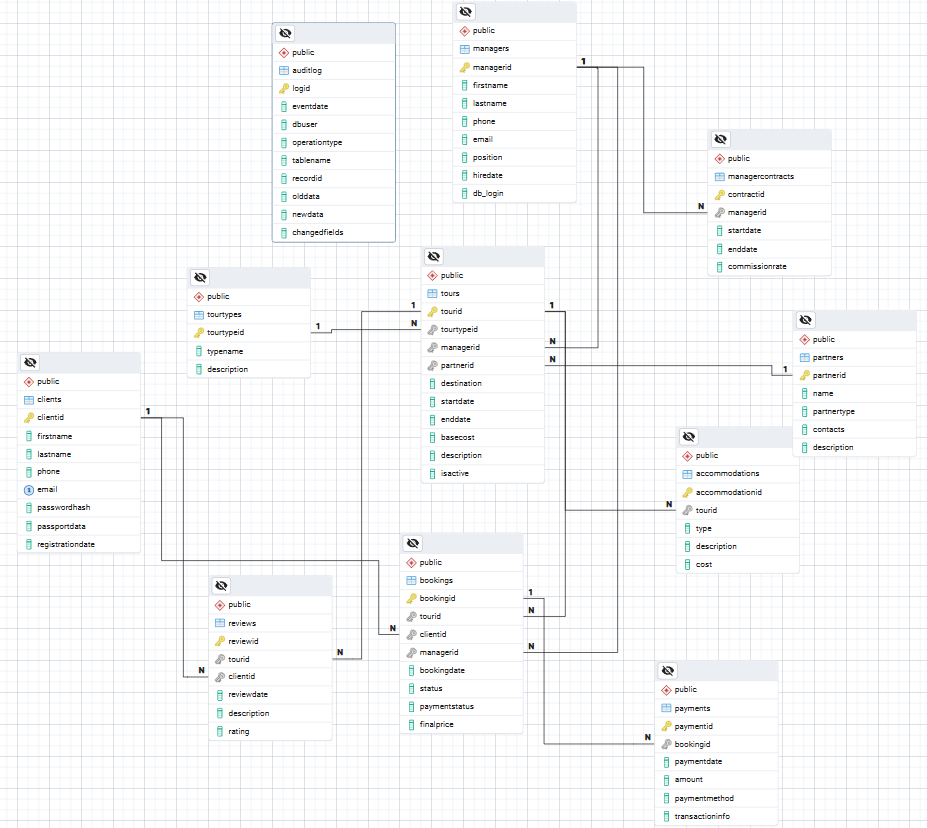 public
auditlog
logid
eventdate
dbuser
operationtype
tablename
recordid
olddata
newdata
changedfields
public
managers
managerid
firstname
lastname
phone
email
position
hiredate
db_login
1
public
managercontracts
contractid
managerid
startdate
enddate
commissionrate
N
public
tourtypes
tourtypeid
typename
description
1
public
tours
tourid
tourtypeid
managerid
partnerid
destination
startdate
enddate
basecost
description
isactive
1
N
1
N
N
public
partners
partnerid
name
partnertype
contacts
description
1
public
clients
clientid
firstname
lastname
phone
email
passwordhash
passportdata
registrationdate
1
public
accommodations
accommodationid
tourid
type
description
cost
N
public
reviews
reviewid
tourid
clientid
reviewdate
description
rating
N
N
public
bookings
bookingid
tourid
clientid
managerid
bookingdate
status
paymentstatus
finalprice
1
N
N
N
public
payments
paymentid
bookingid
paymentdate
amount
paymentmethod
transactioninfo
N